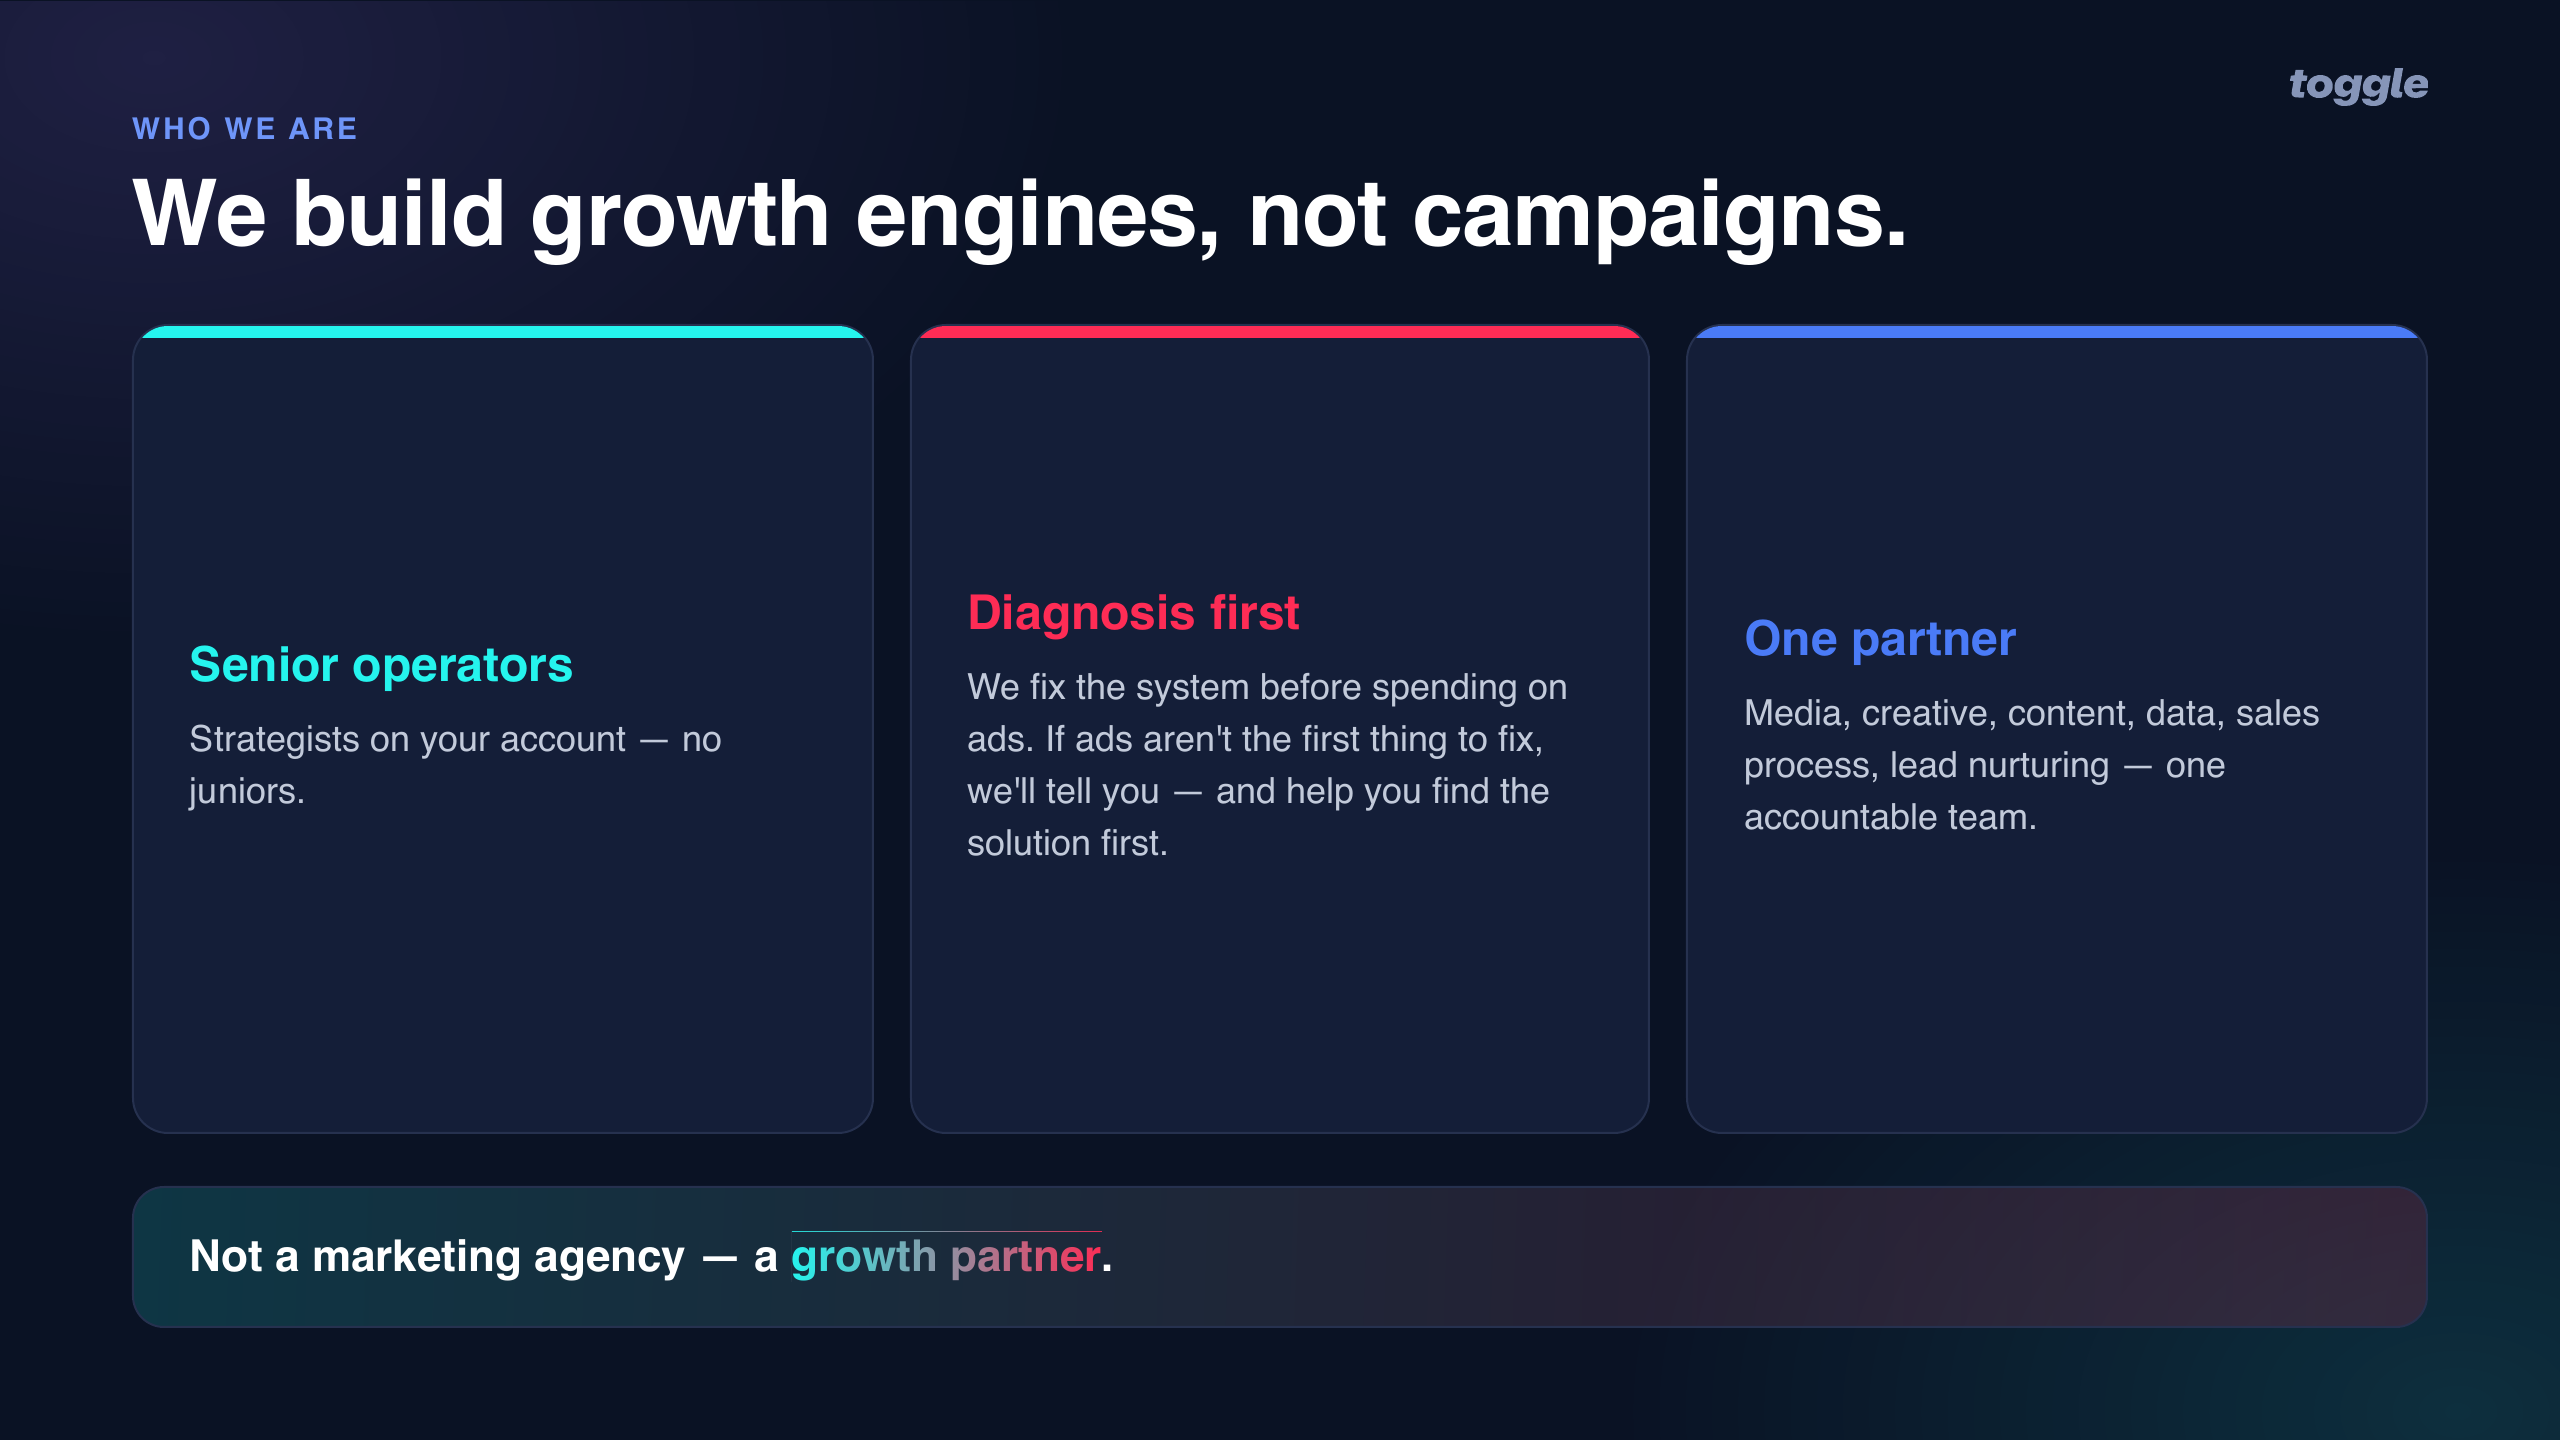 toggle
WHO WE ARE
We build growth engines, not campaigns.
Senior operators
Strategists on your account — no
juniors.
Diagnosis first
We fix the system before spending on
ads. If ads aren't the first thing to fix,
we'll tell you — and help you find the
solution first.
One partner
Media, creative, content, data, sales
process, lead nurturing — one
accountable team.
Not a marketing agency — a growth partner.